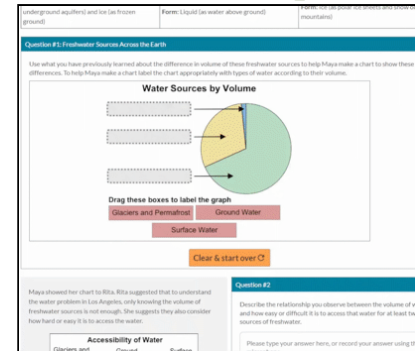 underground aquifers) and ice (as frozen
ground)
Form: Liquid (as water above ground)
Form: Ice (as polar ice sheets and snow on
mountains)
Question #1: Freshwater Sources Across the Earth
Use what you have previously learned about the difference in volume of these freshwater sources to help Maya make a chart to show these
differences. To help Maya make a chart label the chart appropriately with types of water according to their volume.
Water Sources by Volume
Drag these boxes to label the graph
Glaciers and Permafrost
Ground Water
Surface Water
Clear & start over
Maya showed her chart to Rita. Rita suggested that to understand
the water problem in Los Angeles, only knowing the volume of
freshwater sources is not enough. She suggests they also consider
how hard or easy it is to access the water.
Accessibility of Water
Glaciers and
Ground
Surface
Question #2
Describe the relationship you observe between the volume of
and how easy or difficult it is to access that water for at least
sources of freshwater.
Please type your answer here, or record your answer using